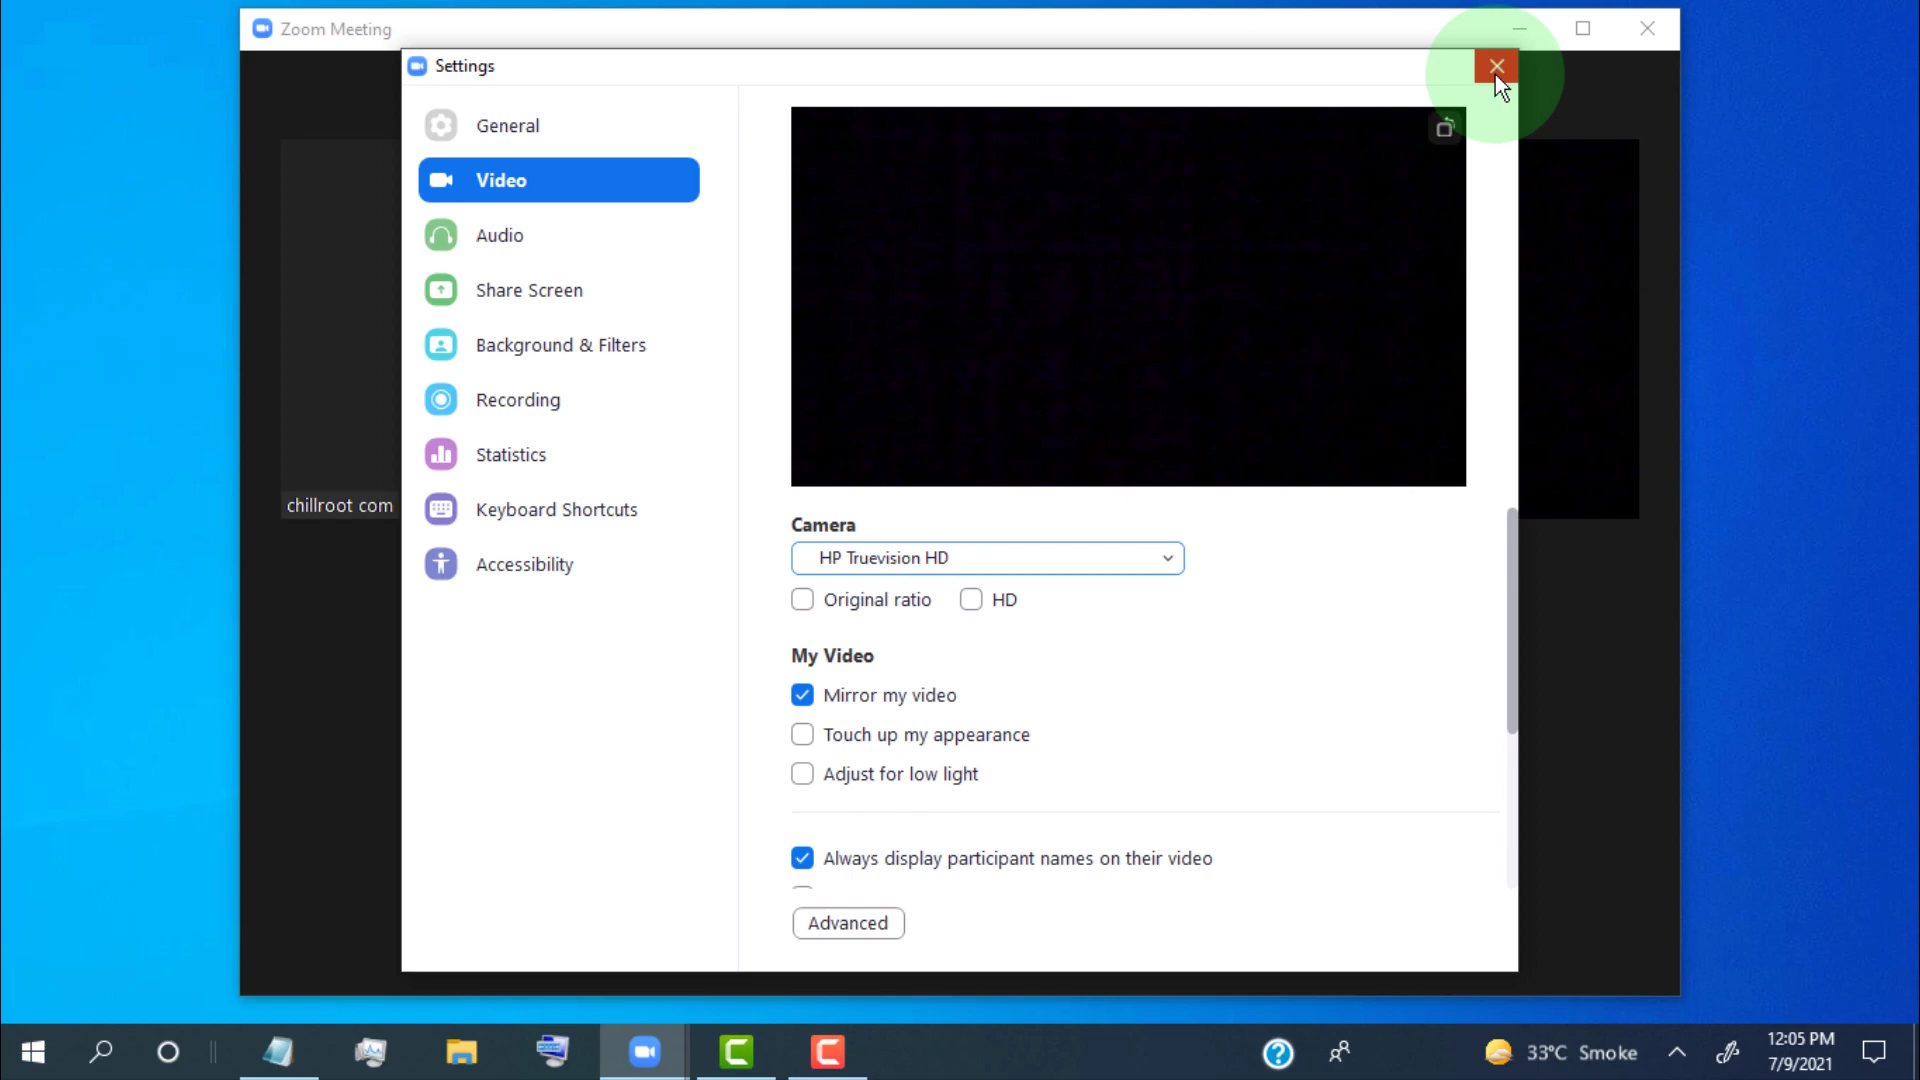 Zoom Meeting
Settings
General
Video
Audio
Share Screen
Background & Filters
Recording
Statistics
Keyboard Shortcuts
Accessibility
chillroot com
Camera
HP Truevision HD
Original ratio
HD
My Video
Mirror my video
Touch up my appearance
Adjust for low light
Always display participant names on their video
Advanced
33°C Smoke
12:05 PM
7/9/2021